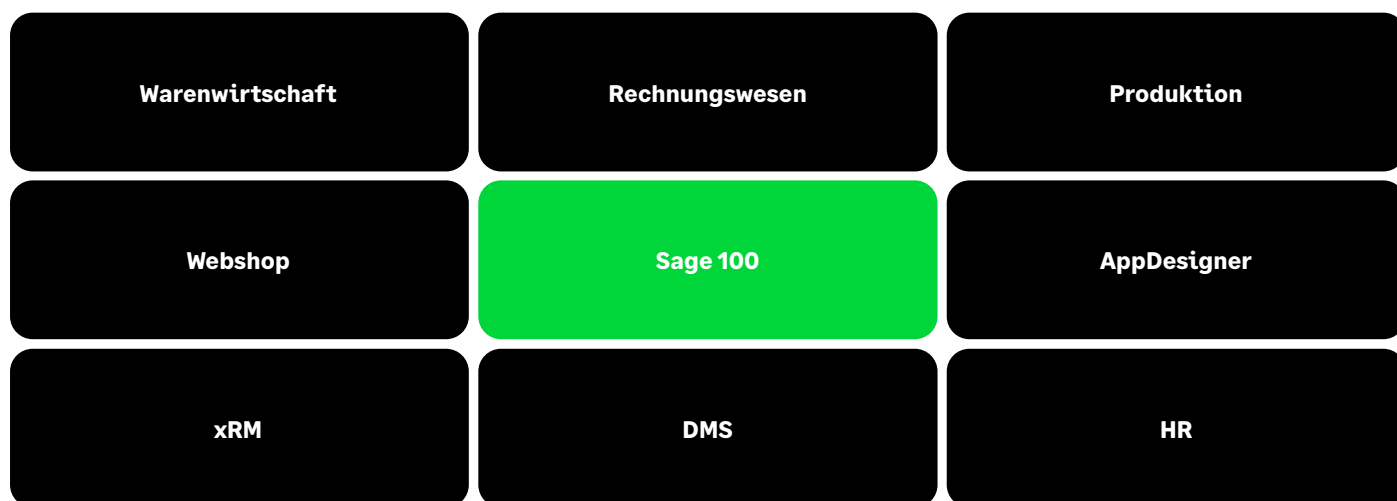 Warenwirtschaft
Rechnungswesen
Produktion
Webshop
Sage 100
AppDesigner
xRM
DMS
HR